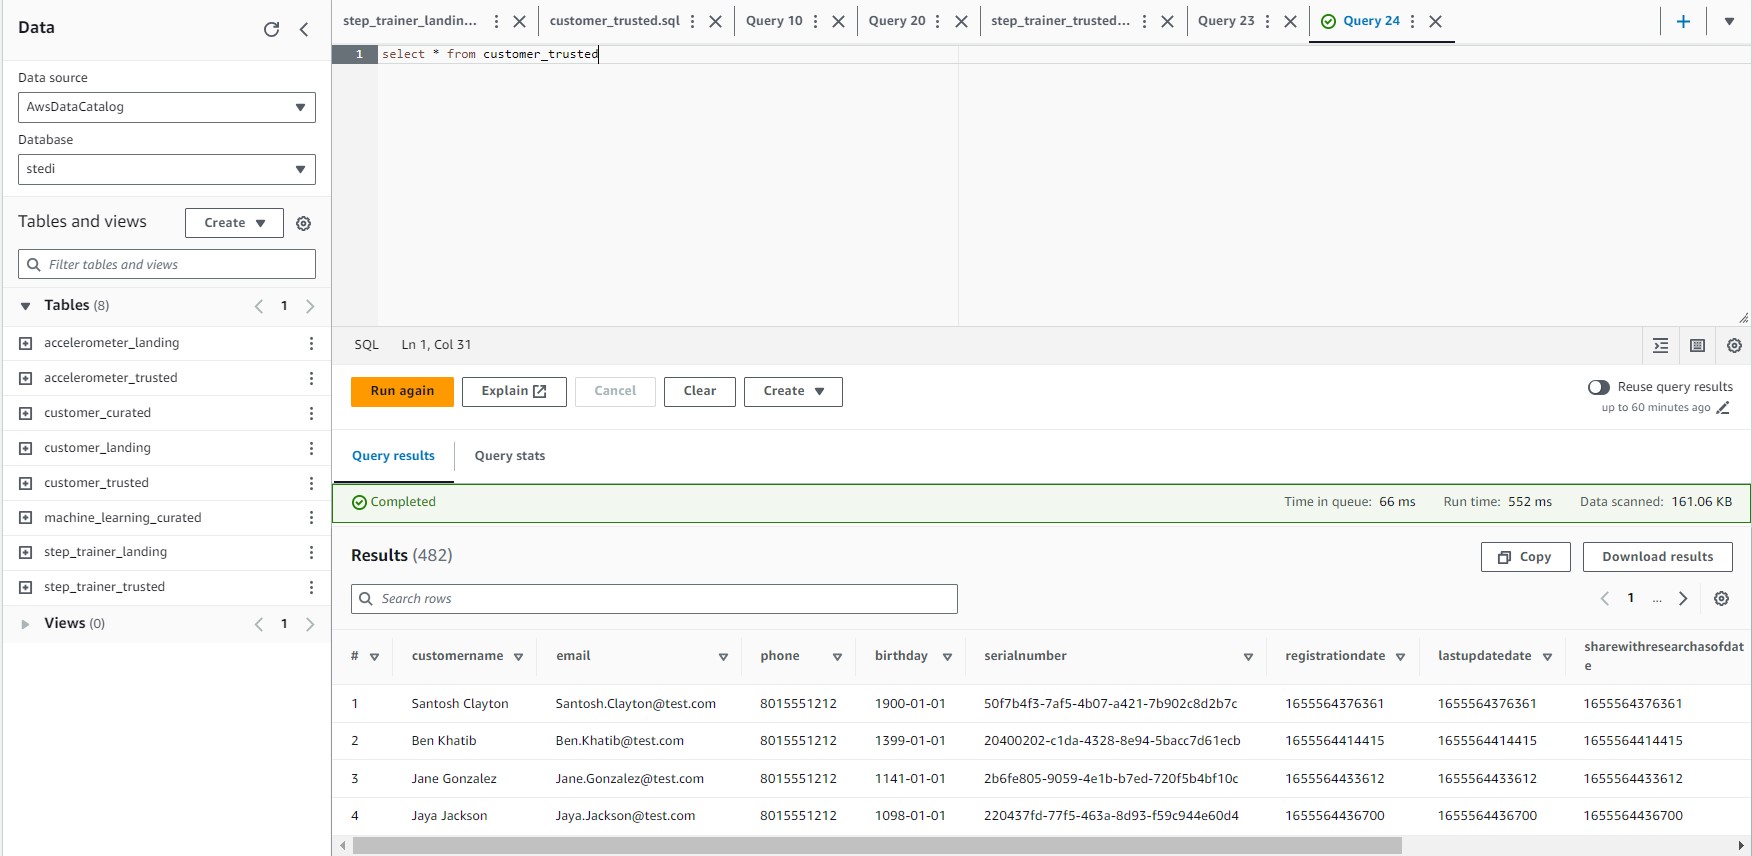 Data
Data source
AwsDataCatalog
Database
stedi
Tables and views
Create
Filter tables and views
Tables (8)
1
accelerometer_landing
accelerometer_trusted
customer_curated
customer_landing
customer_trusted
machine_learning_curated
step_trainer_landing
step_trainer_trusted
Views (0)
1
step_trainer_landin... customer_trusted.sql Query 10 Query 20 step_trainer_trusted... Query 23 Query 24
1 select * from customer_trusted
SQL Ln 1, Col 31
Run again Explain Cancel Clear Create
Reuse query results
up to 60 minutes ago
Query results Query stats
Completed Time in queue: 66 ms Run time: 552 ms Data scanned: 161.06 KB
Results (482) Copy Download results
Search rows
1 ...
# customername email phone birthday serialnumber registrationdate lastupdatedate sharewithresearchasofdat
e
1 Santosh Clayton Santosh.Clayton@test.com 8015551212 1900-01-01 50f7b4f3-7af5-4b07-a421-7b902c8d2b7c 1655564376361 1655564376361 1655564376361
2 Ben Khatib Ben.Khatib@test.com 8015551212 1399-01-01 20400202-c1da-4328-8e94-5bacc7d61ecb 1655564414415 1655564414415 1655564414415
3 Jane Gonzalez Jane.Gonzalez@test.com 8015551212 1141-01-01 2b6fe805-9059-4e1b-b7ed-720f5b4bf10c 1655564433612 1655564433612 1655564433612
4 Jaya Jackson Jaya.Jackson@test.com 8015551212 1098-01-01 220437fd-77f5-463a-8d93-f59c944e60d4 1655564436700 1655564436700 1655564436700